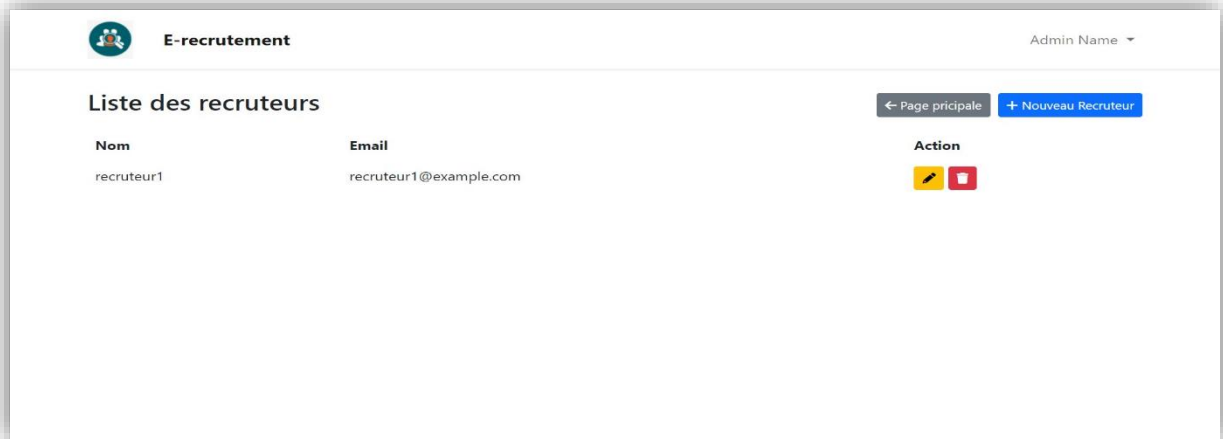 E-recrutement
Admin Name
Liste des recruteurs
Page pricipale
Nouveau Recruteur
Nom Email Action
recruteur1 recruteur1@example.com